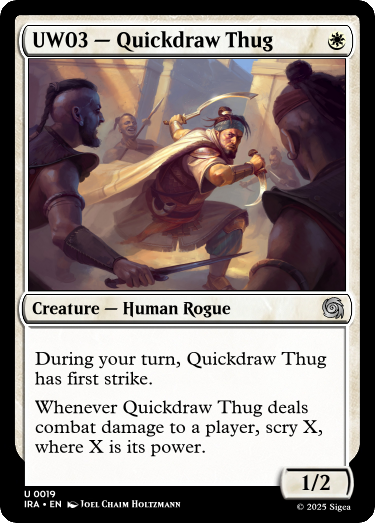 UW03 — Quickdraw Thug
Creature — Human Rogue
During your turn, Quickdraw Thug
has first strike.
Whenever Quickdraw Thug deals
combat damage to a player, scry X,
where X is its power.
1/2
U 0019
IRA • EN Joel Chaim Holtzmann
© 2025 Sigea